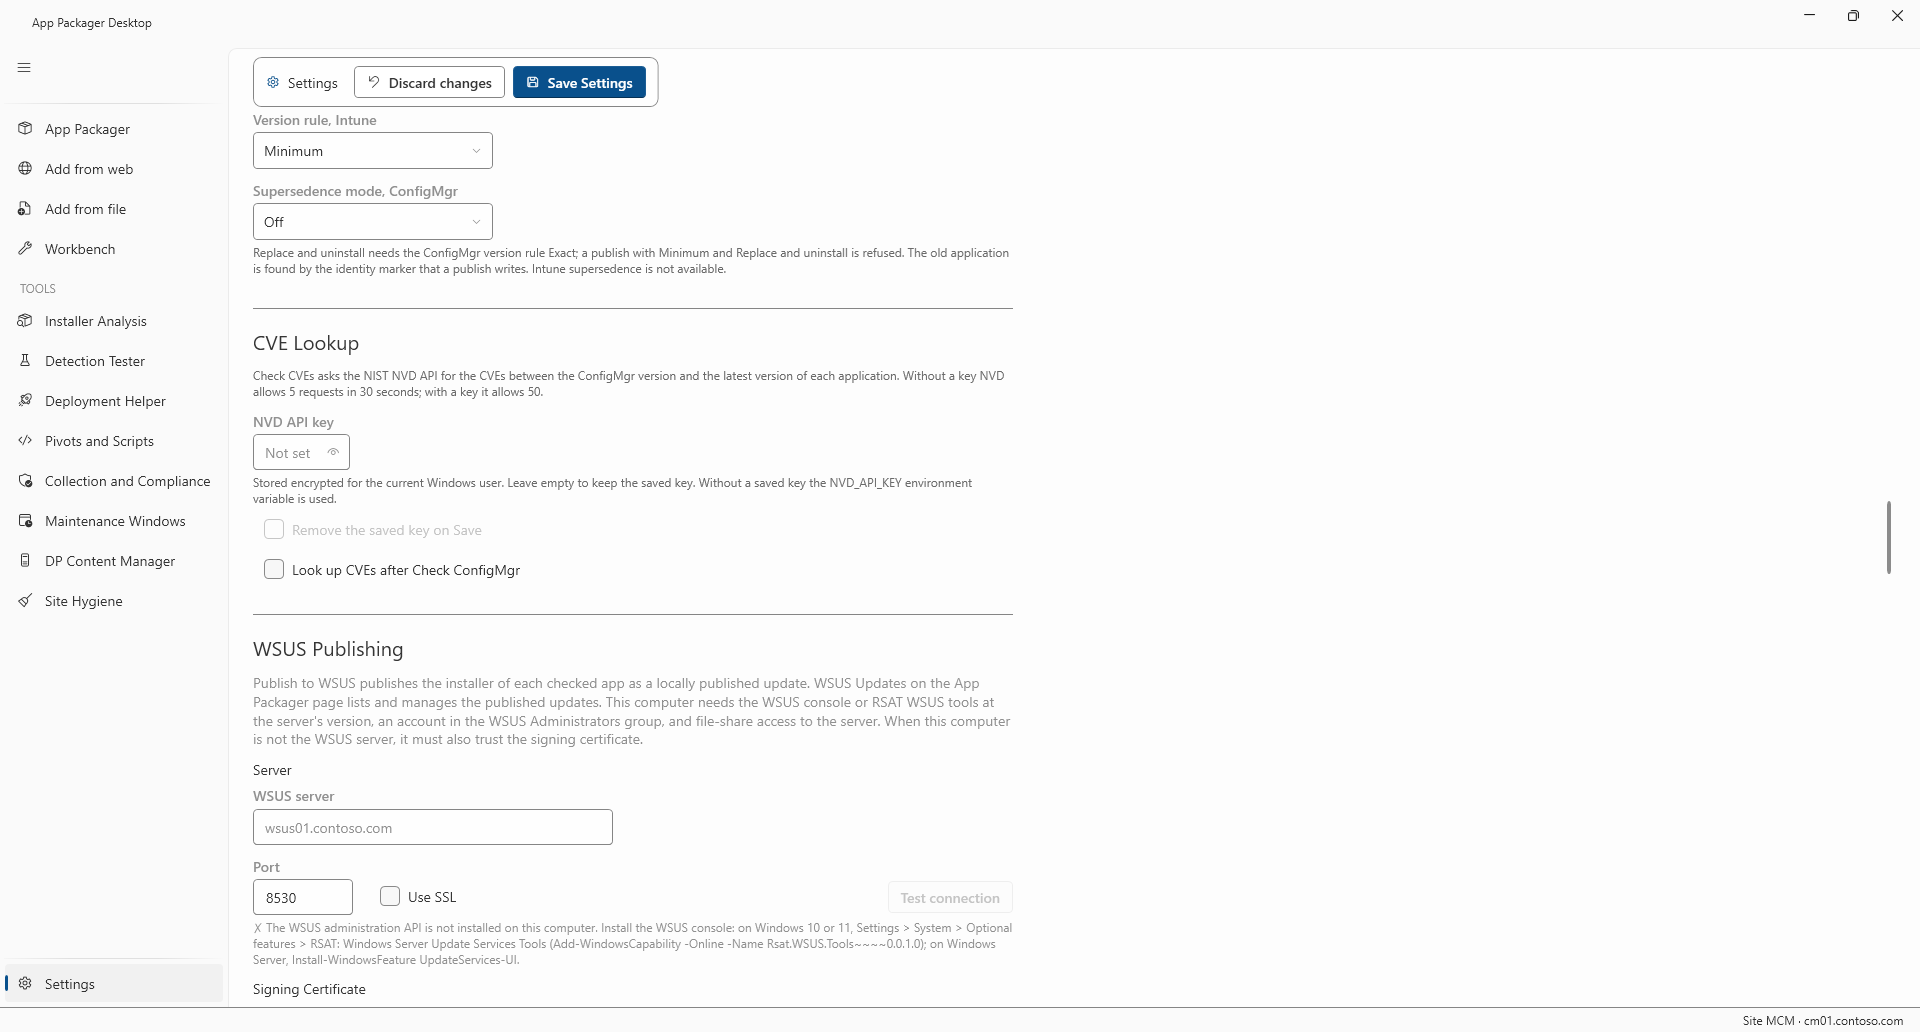 App Packager Desktop
Settings
Discard changes
Save Settings
App Packager
Add from web
Add from file
Workbench
TOOLS
Installer Analysis
Detection Tester
Deployment Helper
Pivots and Scripts
Collection and Compliance
Maintenance Windows
DP Content Manager
Site Hygiene
Settings
Version rule, Intune
Minimum
Supersedence mode, ConfigMgr
Off
Replace and uninstall needs the ConfigMgr version rule Exact; a publish with Minimum and Replace and uninstall is refused. The old application
is found by the identity marker that a publish writes. Intune supersedence is not available.
CVE Lookup
Check CVEs asks the NIST NVD API for the CVEs between the ConfigMgr version and the latest version of each application. Without a key NVD
allows 5 requests in 30 seconds; with a key it allows 50.
NVD API key
Not set
Stored encrypted for the current Windows user. Leave empty to keep the saved key. Without a saved key the NVD_API_KEY environment
variable is used.
Remove the saved key on Save
Look up CVEs after Check ConfigMgr
WSUS Publishing
Publish to WSUS publishes the installer of each checked app as a locally published update. WSUS Updates on the App
Packager page lists and manages the published updates. This computer needs the WSUS console or RSAT WSUS tools at
the server's version, an account in the WSUS Administrators group, and file-share access to the server. When this computer
is not the WSUS server, it must also trust the signing certificate.
Server
WSUS server
wsus01.contoso.com
Port
8530
Use SSL
Test connection
✗ The WSUS administration API is not installed on this computer. Install the WSUS console: on Windows 10 or 11, Settings > System > Optional
features > RSAT: Windows Server Update Services Tools (Add-WindowsCapability -Online -Name Rsat.WSUS.Tools~~~~0.0.1.0); on Windows
Server, Install-WindowsFeature UpdateServices-UI.
Signing Certificate
Site MCM · cm01.contoso.com